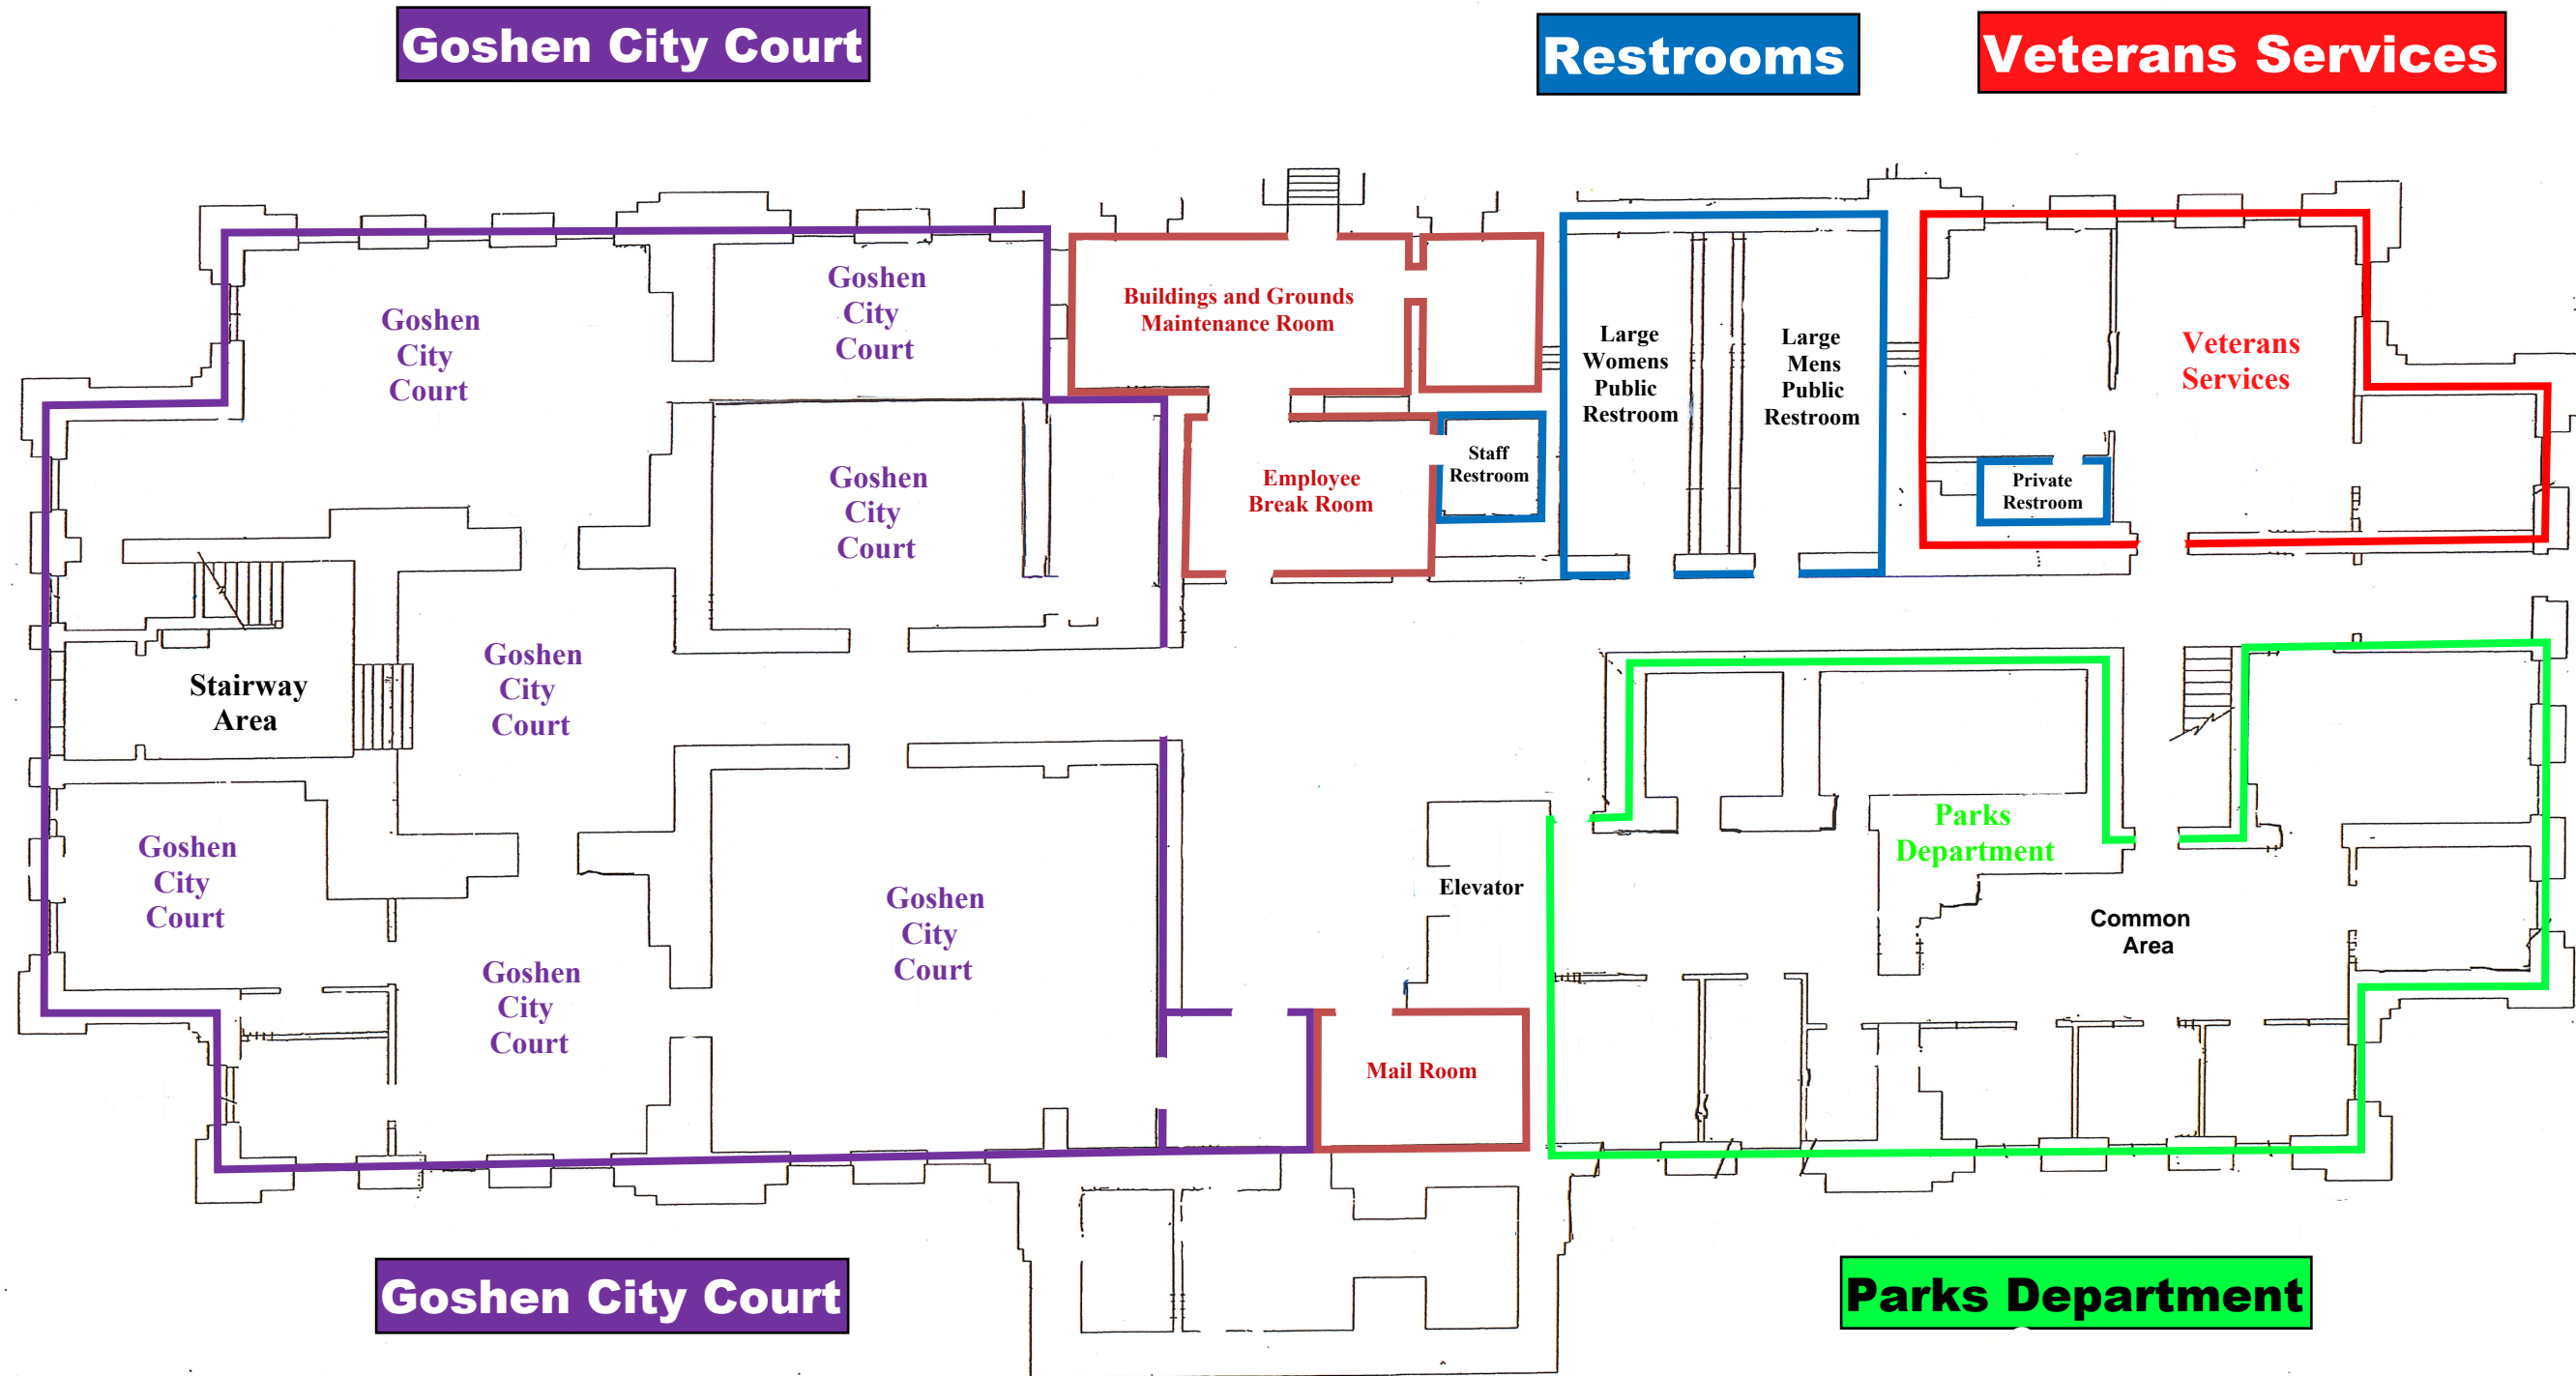 Goshen City Court
Restrooms
Veterans Services
Goshen
City
Court
Goshen
City
Court
Buildings and Grounds
Maintenance Room
Large
Womens
Public
Restroom
Large
Mens
Public
Restroom
Veterans
Services
Goshen
City
Court
Employee
Break Room
Staff
Restroom
Private
Restroom
Stairway
Area
Goshen
City
Court
Goshen
City
Court
Goshen
City
Court
Goshen
City
Court
Elevator
Parks
Department
Common
Area
Mail Room
Goshen City Court
Parks Department